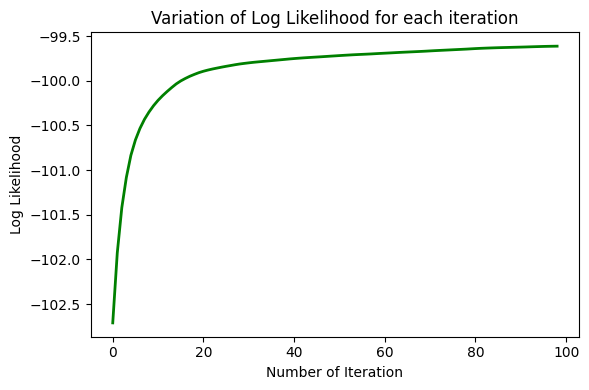 Variation of Log Likelihood for each iteration
−99.5
−100.0
−100.5
−101.0
−101.5
−102.0
−102.5
Log Likelihood
0 20 40 60 80 100
Number of Iteration